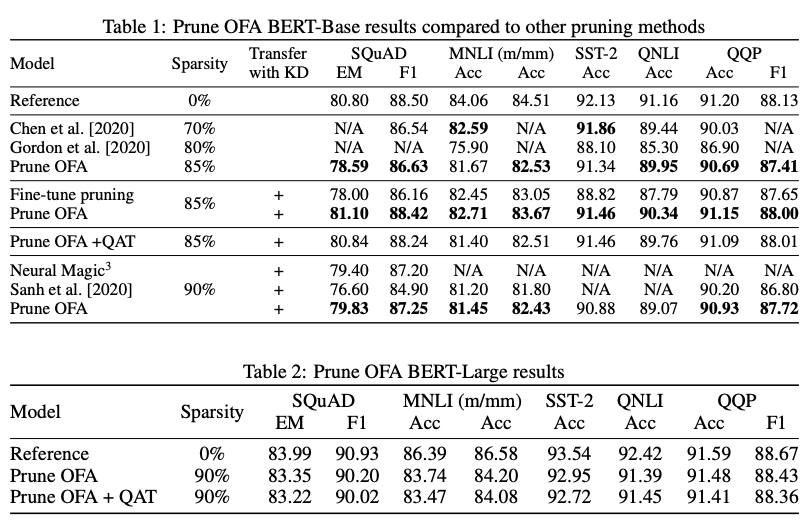 Table 1: Prune OFA BERT-Base results compared to other pruning methods
Model Sparsity Transfer with KD SQuAD MNLI (m/mm) SST-2 QNLI QQP
EM F1 Acc Acc Acc Acc Acc F1
Reference 0% 80.80 88.50 84.06 84.51 92.13 91.16 91.20 88.13
Chen et al. [2020] 70% N/A 86.54 82.59 N/A 91.86 89.44 90.03 N/A
Gordon et al. [2020] 80% N/A N/A 75.90 N/A 88.10 85.30 86.90 N/A
Prune OFA 85% 78.59 86.63 81.67 82.53 91.34 89.95 90.69 87.41
Fine-tune pruning 85% + 78.00 86.16 82.45 83.05 88.82 87.79 90.87 87.65
Prune OFA + 81.10 88.42 82.71 83.67 91.46 90.34 91.15 88.00
Prune OFA +QAT 85% + 80.84 88.24 81.40 82.51 91.46 89.76 91.09 88.01
Neural Magic³ + 79.40 87.20 N/A N/A N/A N/A N/A N/A
Sanh et al. [2020] 90% + 76.60 84.90 81.20 81.80 N/A N/A 90.20 86.80
Prune OFA + 79.83 87.25 81.45 82.43 90.88 89.07 90.93 87.72
Table 2: Prune OFA BERT-Large results
Model Sparsity SQuAD MNLI (m/mm) SST-2 QNLI QQP
EM F1 Acc Acc Acc Acc Acc F1
Reference 0% 83.99 90.93 86.39 86.58 93.54 92.42 91.59 88.67
Prune OFA 90% 83.35 90.20 83.74 84.20 92.95 91.39 91.48 88.43
Prune OFA + QAT 90% 83.22 90.02 83.47 84.08 92.72 91.45 91.41 88.36